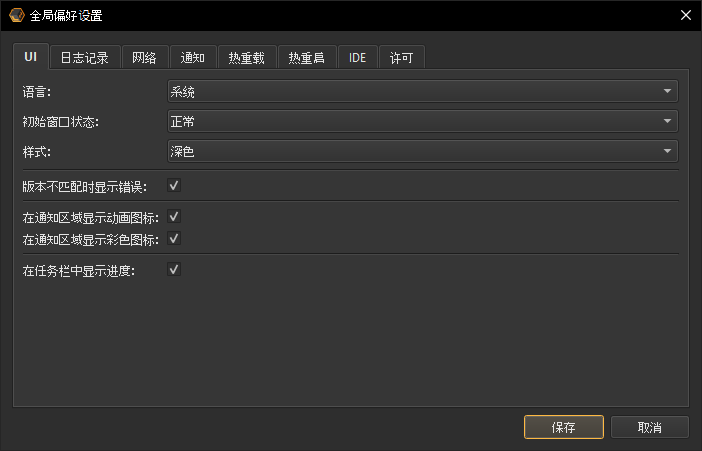 全局偏好设置
UI 日志记录 网络 通知 热重载 热重启 IDE 许可
语言: 系统
初始窗口状态: 正常
样式: 深色
版本不匹配时显示错误:
在通知区域显示动画图标:
在通知区域显示彩色图标:
在任务栏中显示进度:
保存 取消